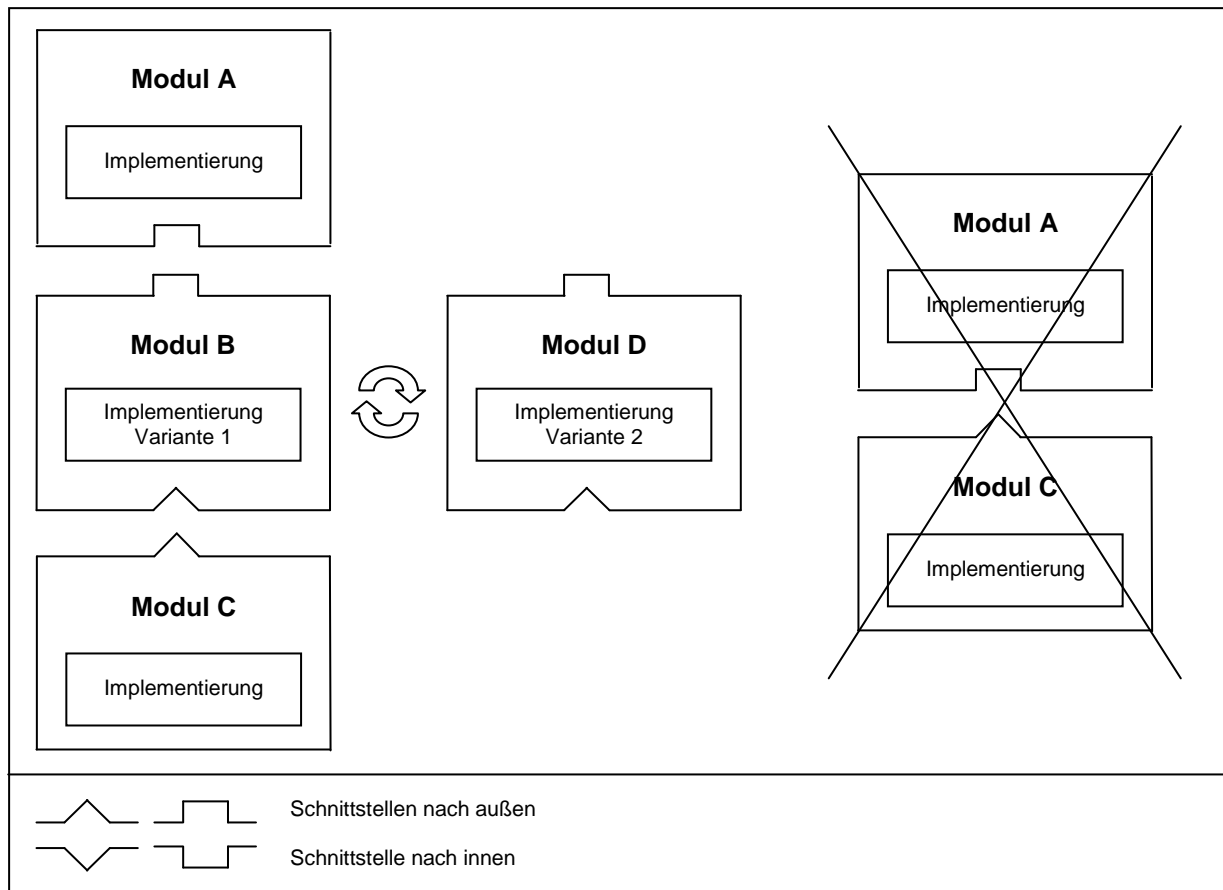 Modul A
Implementierung
Modul B
Implementierung
Variante 1
Modul C
Implementierung
Modul D
Implementierung
Variante 2
Modul A
Implementierung
Modul C
Implementierung
Schnittstellen nach außen
Schnittstelle nach innen